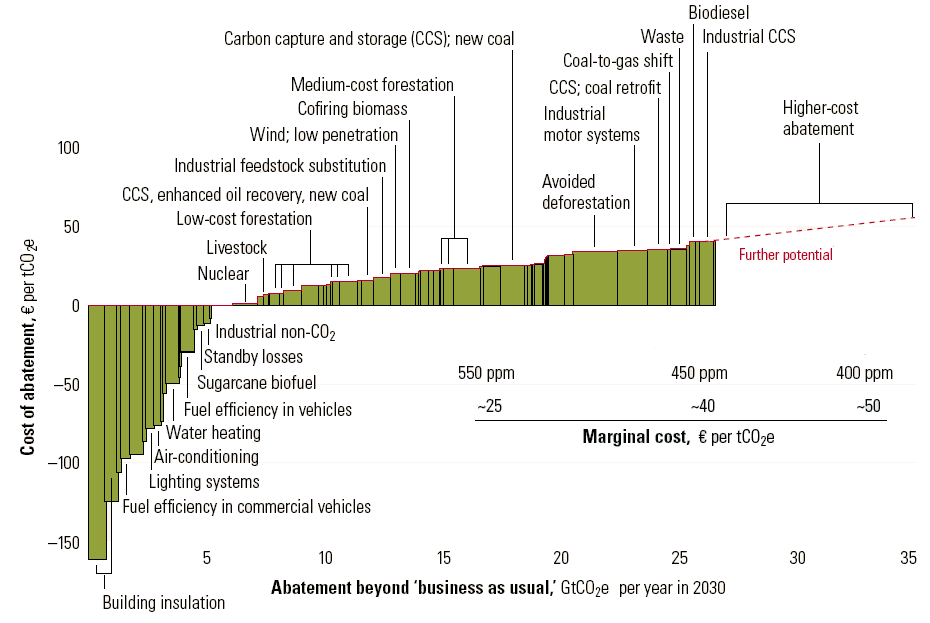 Biodiesel
Waste
Industrial CCS
Carbon capture and storage (CCS); new coal
Coal-to-gas shift
Medium-cost forestation
CCS; coal retrofit
Cofiring biomass
Industrial
motor systems
Higher-cost
abatement
Wind; low penetration
100
Industrial feedstock substitution
Avoided
deforestation
CCS, enhanced oil recovery, new coal
Low-cost forestation
50
Livestock
Further potential
Nuclear
0
Cost of abatement, € per tCO₂e
Industrial non-CO₂
Standby losses
550 ppm
450 ppm
400 ppm
Sugarcane biofuel
–50
~25
~40
~50
Fuel efficiency in vehicles
Marginal cost, € per tCO₂e
Water heating
Air-conditioning
–100
Lighting systems
Fuel efficiency in commercial vehicles
–150
5
10
15
20
25
30
35
Abatement beyond ‘business as usual,’ GtCO₂e per year in 2030
Building insulation